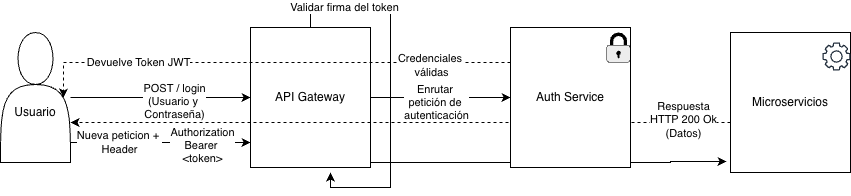 Validar firma del token
Devuelve Token JWT
Credenciales
válidas
POST / login
(Usuario y
Contraseña)
Usuario
API Gateway
Enrutar
petición de
autenticación
Auth Service
Microservicios
Respuesta
HTTP 200 Ok
(Datos)
Nueva peticion +
Header
Authorization
Bearer
<token>